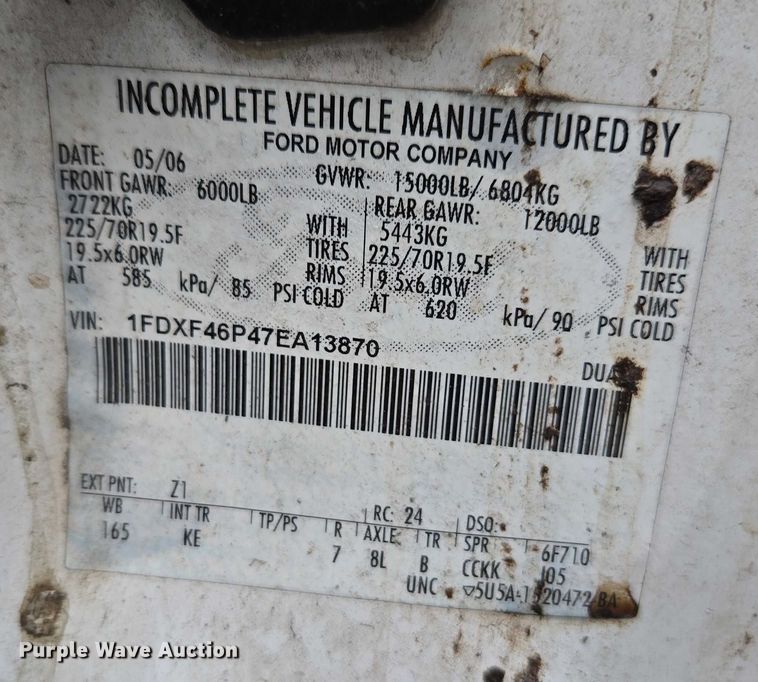 INCOMPLETE VEHICLE MANUFACTURED BY
FORD MOTOR COMPANY
DATE: 05/06 GVWR: 15000LB/ 6804KG
FRONT GAWR: 6000LB REAR GAWR: 12000LB
2722KG WITH 5443KG WITH
225/70R19.5F TIRES 225/70R19.5F TIRES
19.5x6.0RW RIMS 19.5x6.0RW RIMS
AT 585 kPa/ 85 PSI COLD AT 620 kPa/ 90 PSI COLD
VIN: 1FDXF46P47EA13870
EXT PNT: Z1 RC: 24 DSO:
WB INT TR TP/PS R AXLE TR SPR 6F710
165 KE 7 8L B CCKK J05
UNC
Purple Wave Auction